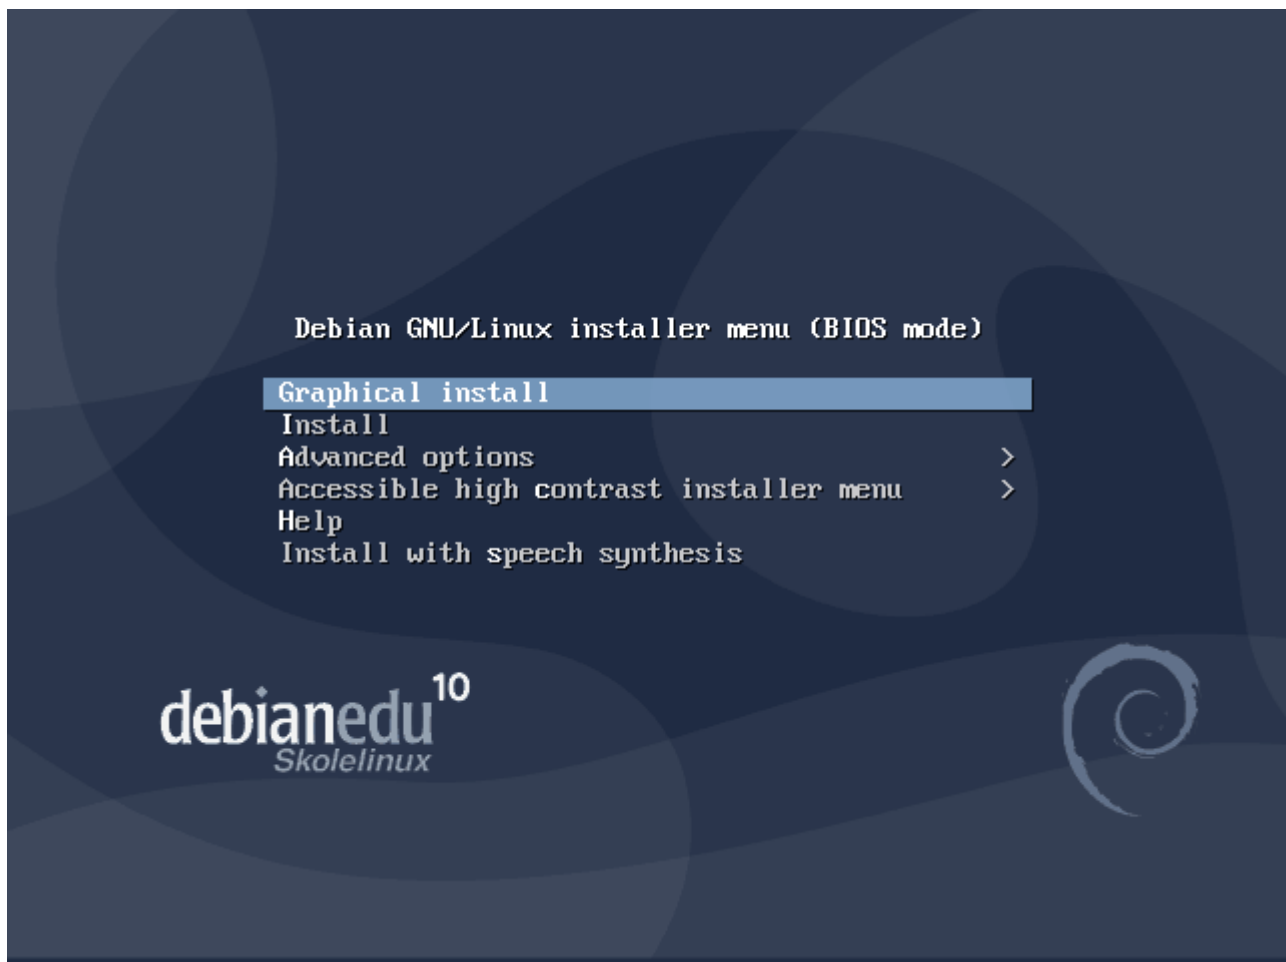 Debian GNU/Linux installer menu (BIOS mode)
Graphical install
Install
Advanced options >
Accessible high contrast installer menu >
Help
Install with speech synthesis
debianedu 10
Skolelinux